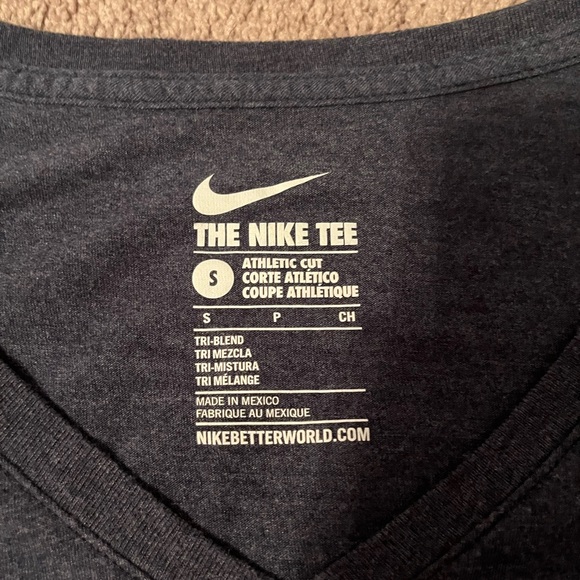 THE NIKE TEE
S
ATHLETIC CUT
CORTE ATLÉTICO
COUPE ATHLÉTIQUE
S P CH
TRI-BLEND
TRI MEZCLA
TRI-MISTURA
TRI MÉLANGE
MADE IN MEXICO
FABRIQUE AU MEXIQUE
NIKEBETTERWORLD.COM